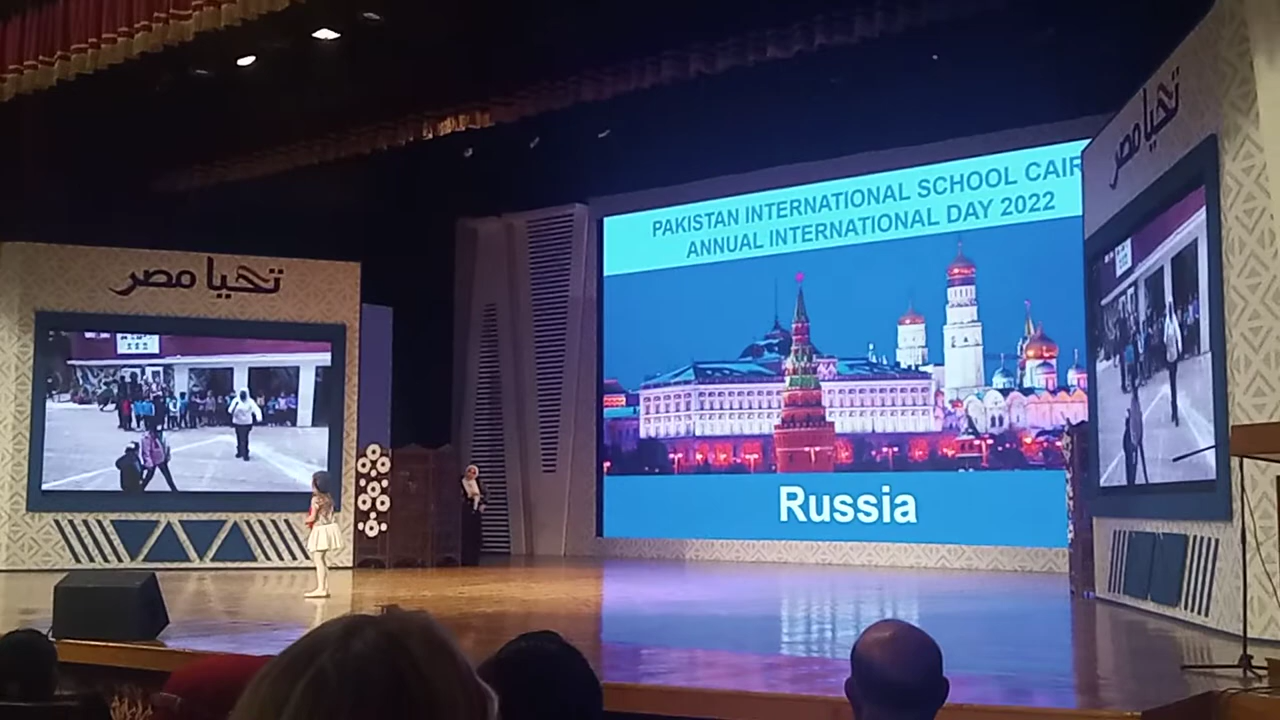 تحيا مصر
PAKISTAN INTERNATIONAL SCHOOL CAIR
ANNUAL INTERNATIONAL DAY 2022
Russia
تحيا مصر